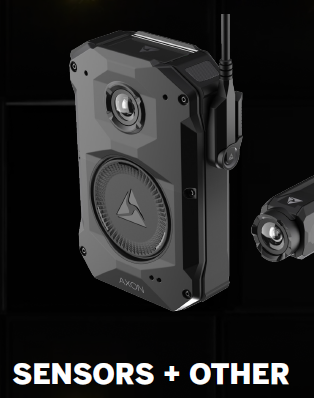 AXON
SENSORS + OTHER